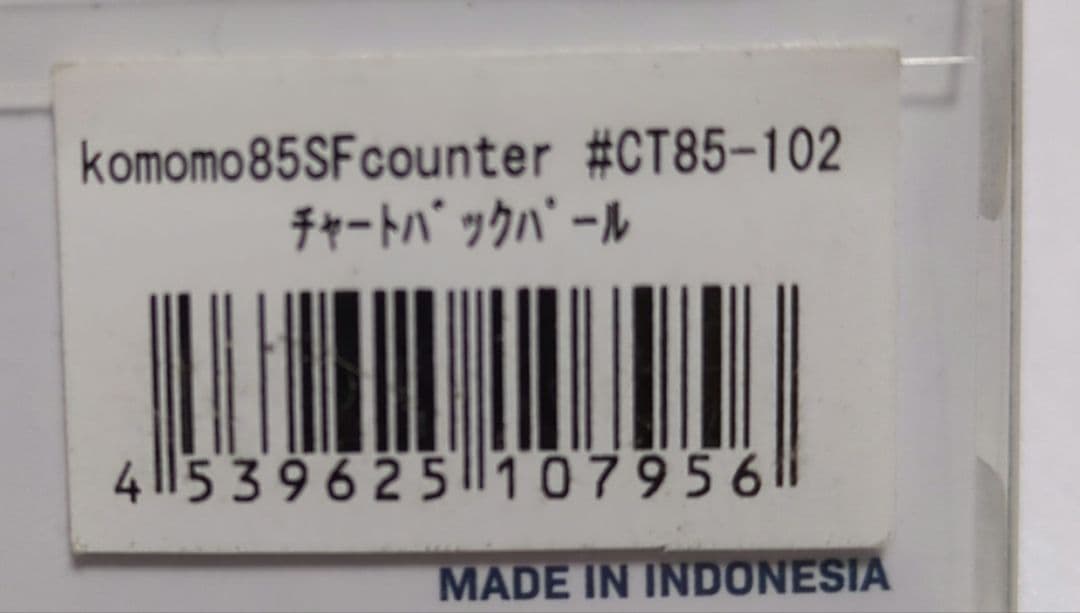 komomo85SFcounter #CT85-102
ﾁｬｰﾄﾊﾞｯｸﾊﾟｰﾙ
4 539625 107956
MADE IN INDONESIA